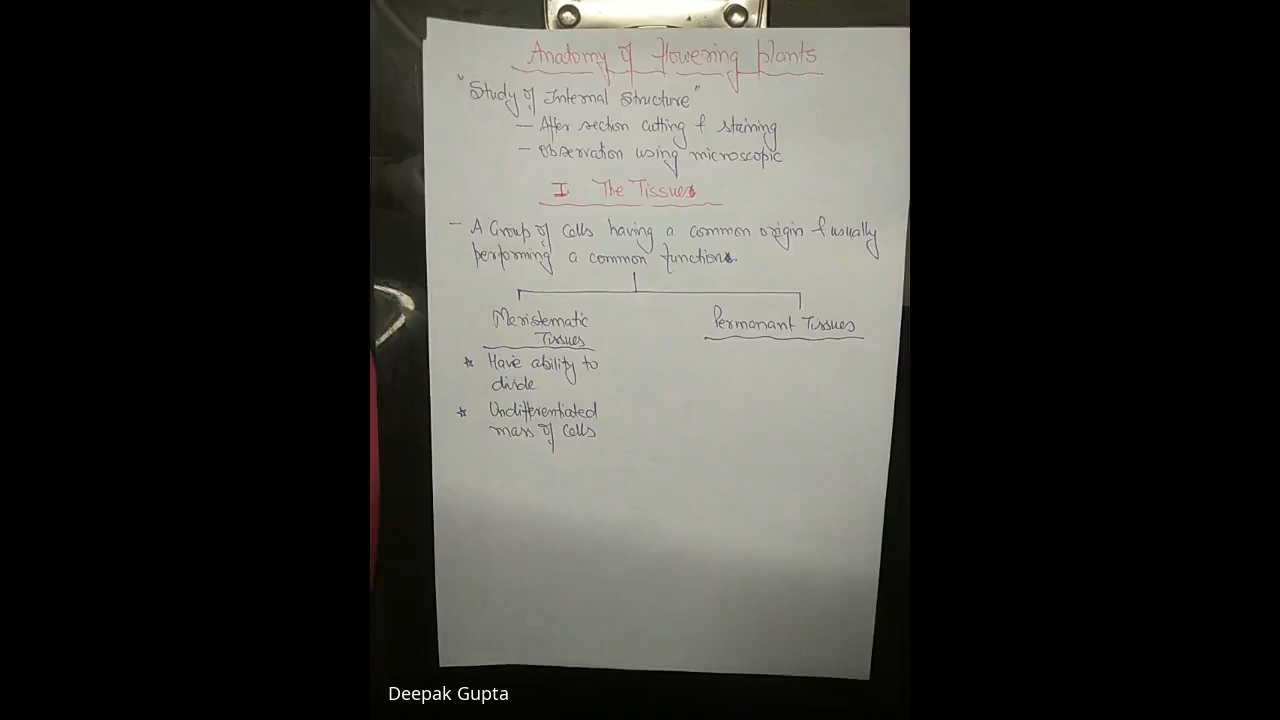 Anatomy of flowering plants
"Study of Internal Structure"
- After section cutting & staining
- Observation using microscopic
I The Tissues
- A Group of cells having a common origin & usually
performing a common function.
Meristematic
Tissues
Permanant Tissues
* Have ability to
divide
* Undifferentiated
mass of cells
Deepak Gupta